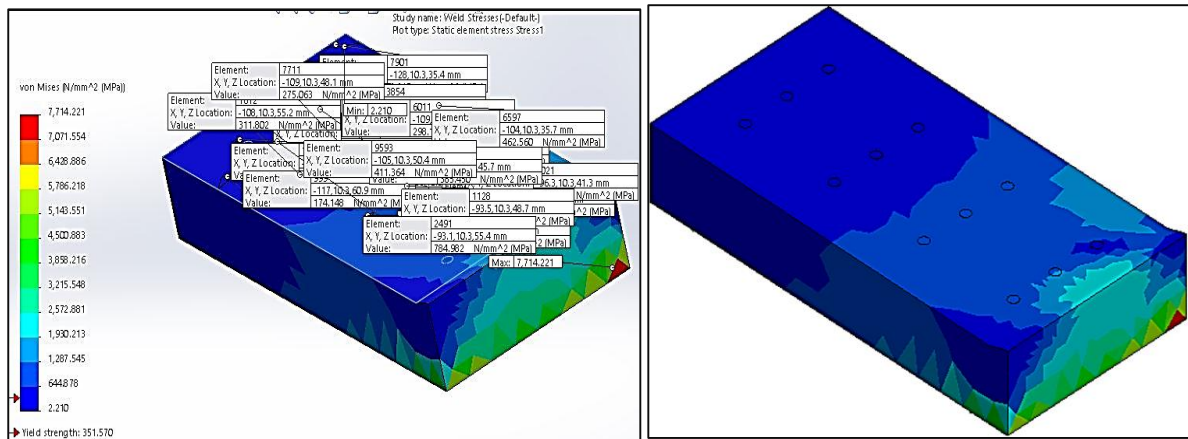 Study name: Weld Stresses(-Default-)
Plot type: Static element stress Stress1
von Mises (N/mm^2 (MPa))
7,714.221
7,071.554
6,428.886
5,786.218
5,143.551
4,500.883
3,858.216
3,215.548
2,572.881
1,930.213
1,287.545
644.878
2.210
Yield strength: 351.570
7901
-128,10.3,35.4 mm
3854
Element: 7711
X, Y, Z Location: -109,10.3,48.1 mm
Value: 275.063 N/mm^2 (MPa)
Element:
X, Y, Z Location: -108,10.3,55.2 mm
Value: 311.802 N/mm^2 (MPa)
Min: 2.210
6011
X, Y, Z Location: -109
Value: 298.
Element: 6597
X, Y, Z Location: -104,10.3,35.7 mm
462.560 N/mm^2 (MPa)
Element: 9593
X, Y, Z Location: -105,10.3,50.4 mm
Value: 411.364 N/mm^2 (MPa)
45.7 mm
Element:
X, Y, Z Location: -117,10.3,60.9 mm
Value: 174.148 N/mm^2 (MPa)
Element: 1128
X, Y, Z Location: -93.5,10.3,48.7 mm
Element: 2491
X, Y, Z Location: -93.1,10.3,55.4 mm
Value: 784.982 N/mm^2 (MPa)
Max: 7,714.221